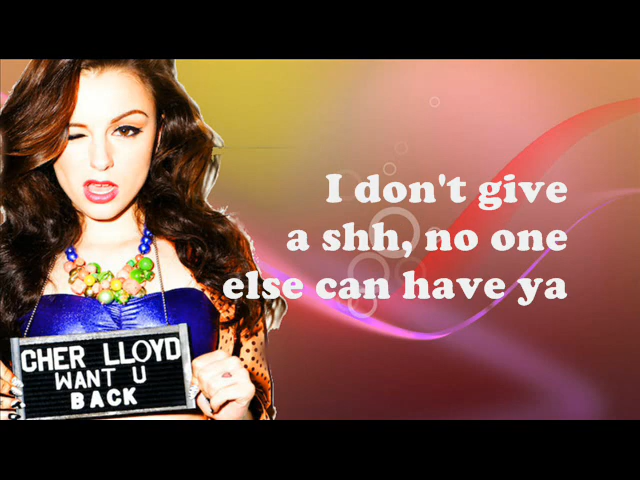 I don't give
a shh, no one
else can have ya
CHER LLOYD
WANT U
BACK